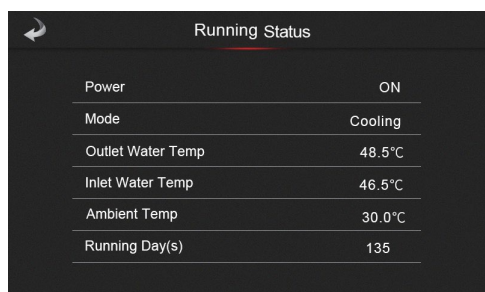 Running Status
Power ON
Mode Cooling
Outlet Water Temp 48.5℃
Inlet Water Temp 46.5℃
Ambient Temp 30.0℃
Running Day(s) 135